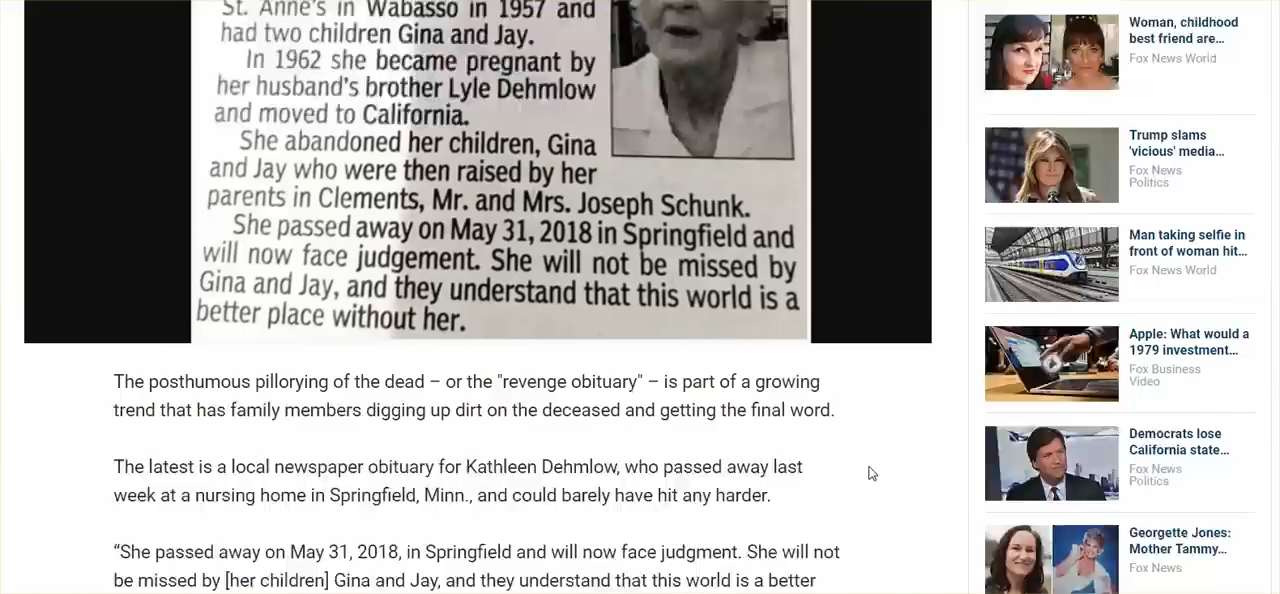 St. Anne's in Wabasso in 1957 and
had two children Gina and Jay.
In 1962 she became pregnant by
her husband's brother Lyle Dehmlow
and moved to California.
She abandoned her children, Gina
and Jay who were then raised by her
parents in Clements, Mr. and Mrs. Joseph Schunk.
She passed away on May 31, 2018 in Springfield and
will now face judgement. She will not be missed by
Gina and Jay, and they understand that this world is a
better place without her.
The posthumous pillorying of the dead – or the "revenge obituary" – is part of a growing
trend that has family members digging up dirt on the deceased and getting the final word.
The latest is a local newspaper obituary for Kathleen Dehmlow, who passed away last
week at a nursing home in Springfield, Minn., and could barely have hit any harder.
“She passed away on May 31, 2018, in Springfield and will now face judgment. She will not
be missed by [her children] Gina and Jay, and they understand that this world is a better
Woman, childhood
best friend are...
Fox News World
Trump slams
'vicious' media...
Fox News
Politics
Man taking selfie in
front of woman hit...
Fox News World
Apple: What would a
1979 investment...
Fox Business
Video
Democrats lose
California state...
Fox News
Politics
Georgette Jones:
Mother Tammy...
Fox News